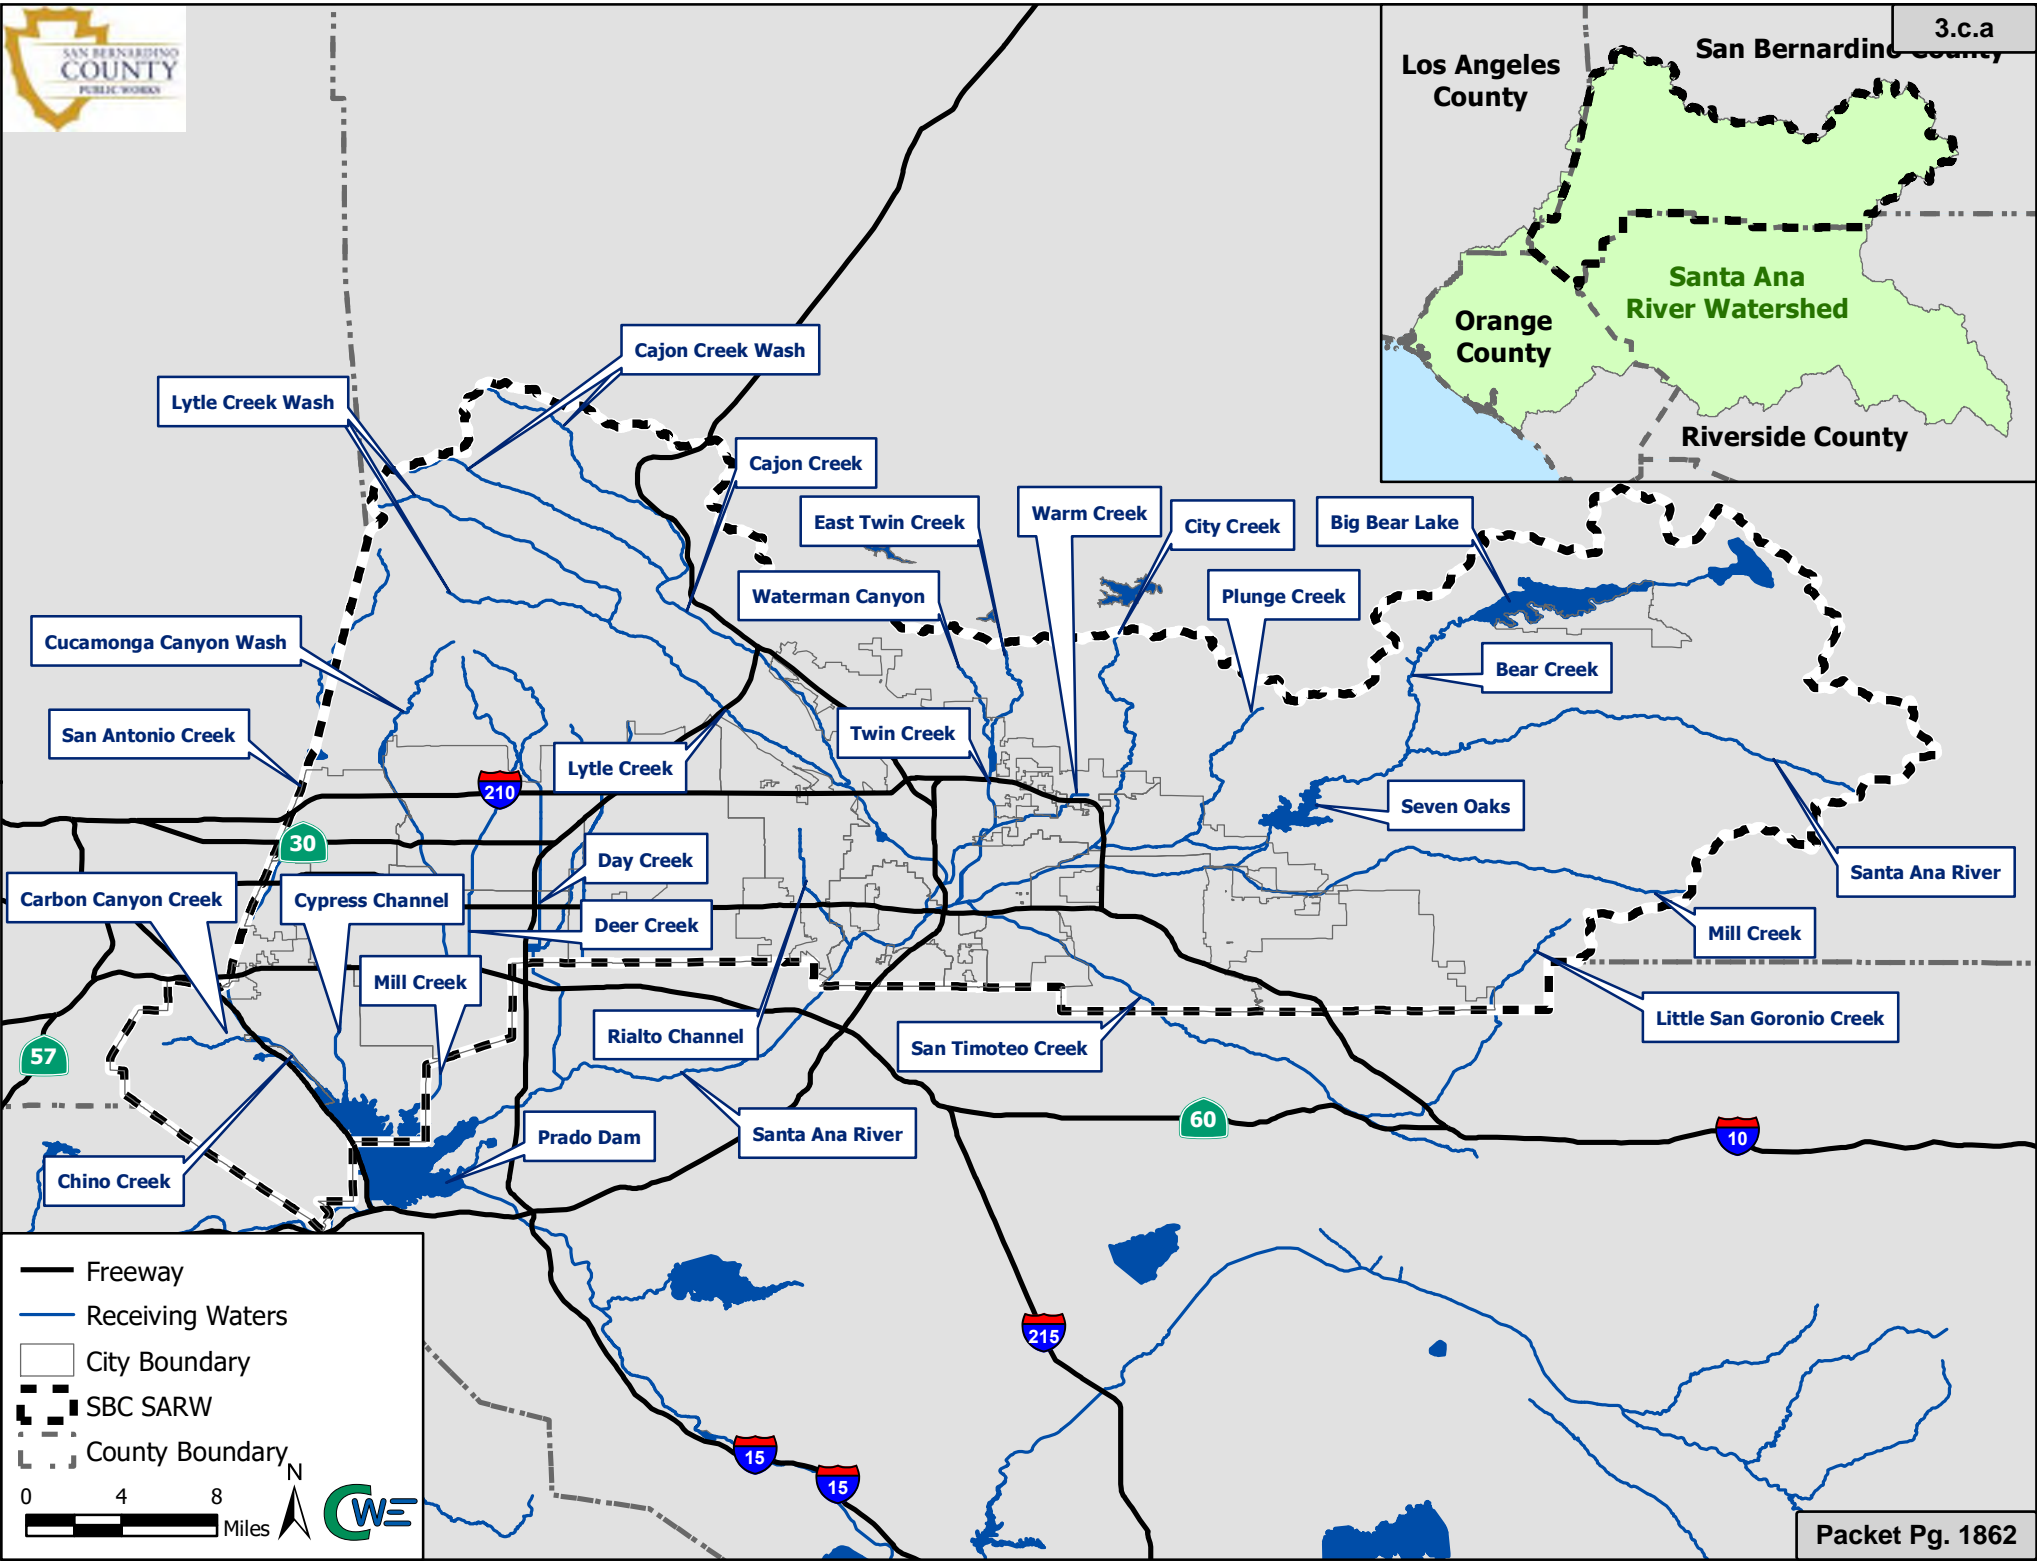 SAN BERNARDINO
COUNTY
PUBLIC WORKS
3.c.a
Los Angeles
County
San Bernardino County
Santa Ana
River Watershed
Orange
County
Riverside County
Cajon Creek Wash
Lytle Creek Wash
Cajon Creek
East Twin Creek
Warm Creek
City Creek
Big Bear Lake
Waterman Canyon
Plunge Creek
Cucamonga Canyon Wash
Bear Creek
San Antonio Creek
Twin Creek
Lytle Creek
210
Seven Oaks
30
Day Creek
Santa Ana River
Carbon Canyon Creek
Cypress Channel
Deer Creek
Mill Creek
Mill Creek
Rialto Channel
San Timoteo Creek
Little San Goronio Creek
57
60
10
Prado Dam
Santa Ana River
Chino Creek
215
15
15
Freeway
Receiving Waters
City Boundary
SBC SARW
County Boundary
N
0 4 8
Miles
CWE
Packet Pg. 1862